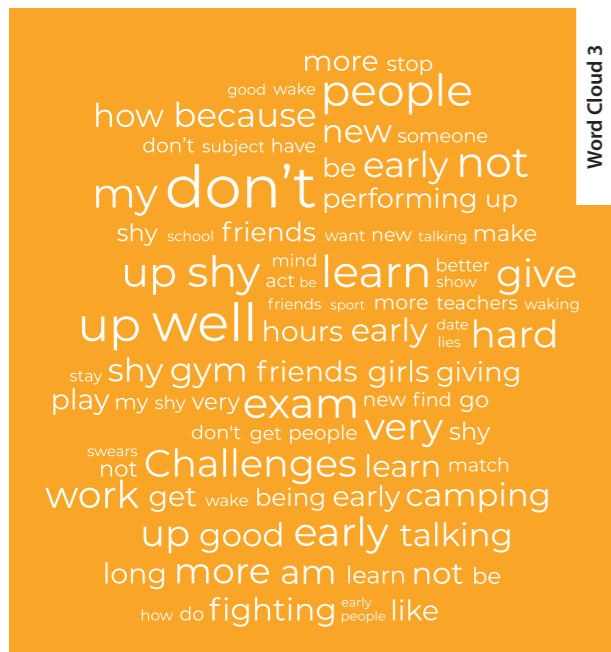 Word Cloud 3
more stop
good wake people
how because
new someone
don’t subject have
be early not
my don’t
performing up
shy school friends want new talking make
up shy mind
act be learn better
show give
friends sport more teachers waking
up well hours early date
lies hard
stay shy gym friends girls giving
play my shy very exam new find go
don't get people very shy
swears
not Challenges learn match
work get wake being early camping
up good early talking
long more am learn not be
how do fighting early
people like